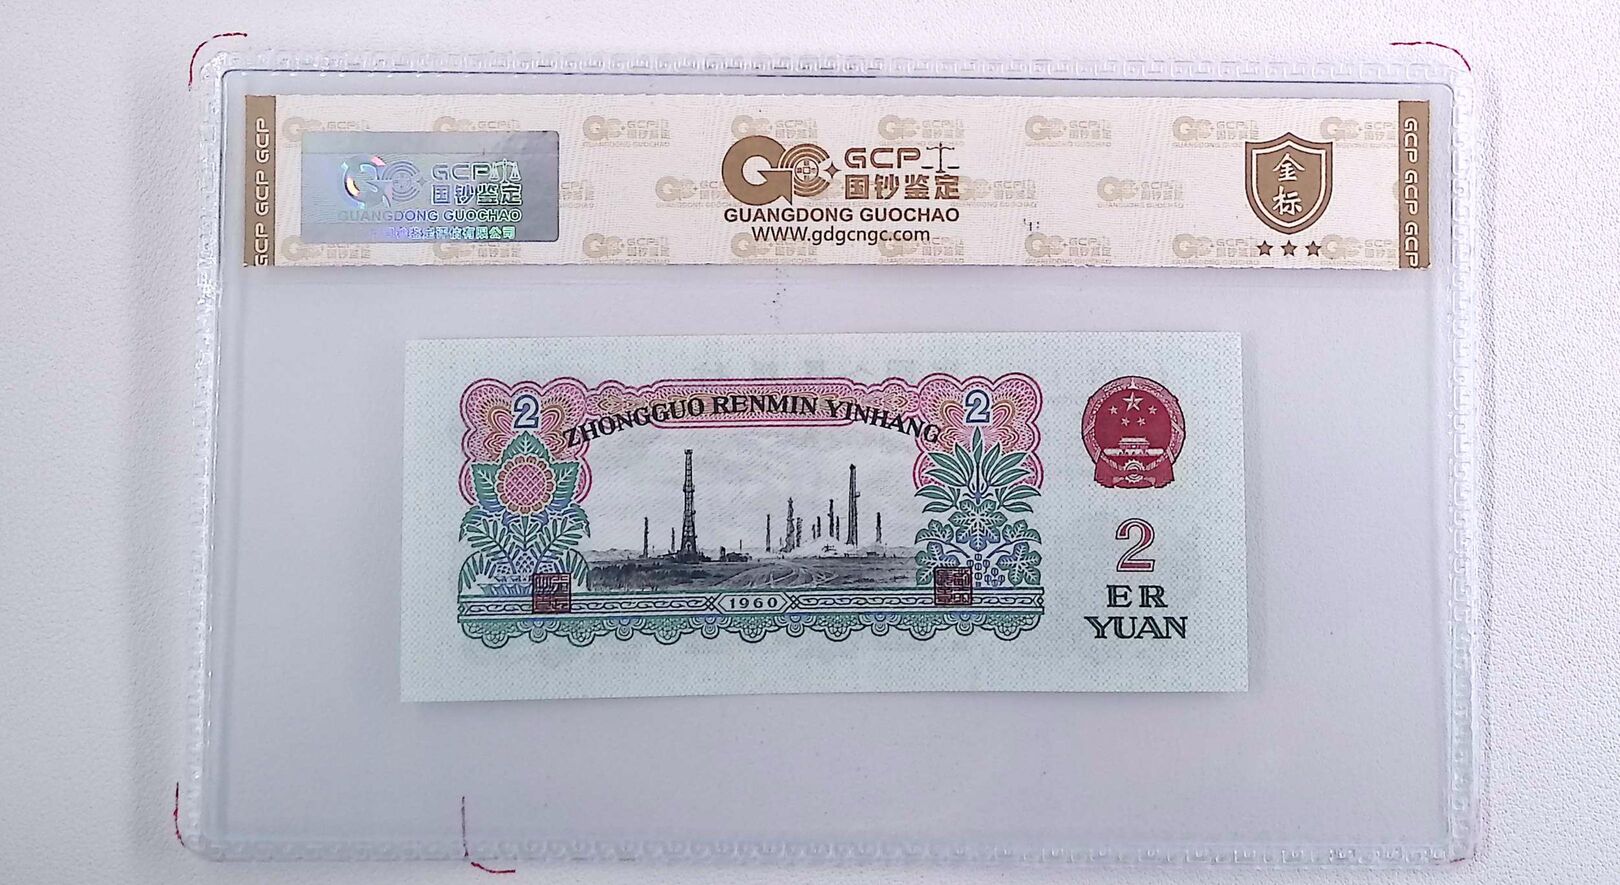 GCP GCP GCP
GCP
国钞鉴定
GUANGDONG GUOCHAO
GCP
国钞鉴定
GUANGDONG GUOCHAO
www.gdgcngc.com
金
标
GCP GCP GCP
2
ZHONGGUO RENMIN YINHANG
2
1960
2
ER
YUAN